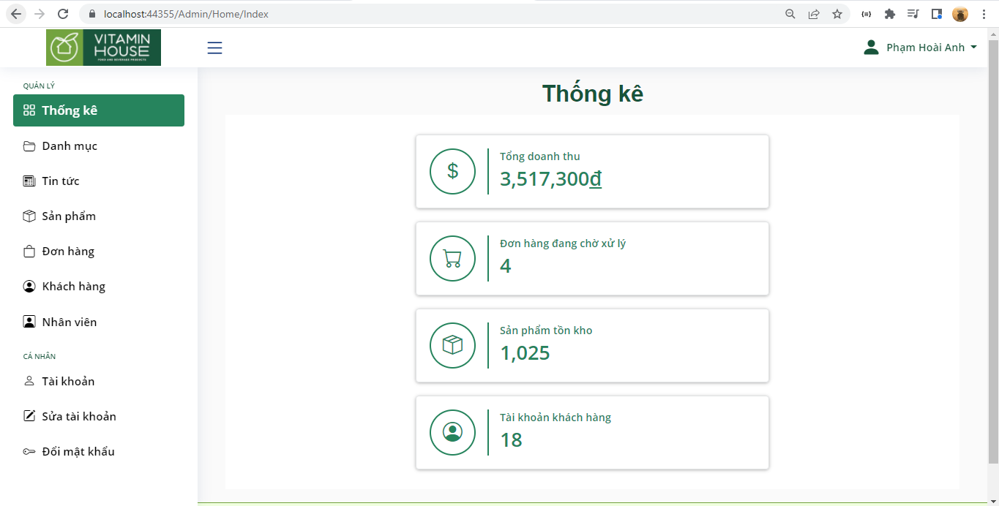 localhost:44355/Admin/Home/Index
VITAMIN
HOUSE
FOOD AND BEVERAGE PRODUCTS
Phạm Hoài Anh
QUẢN LÝ
Thống kê
Danh mục
Tin tức
Sản phẩm
Đơn hàng
Khách hàng
Nhân viên
CÁ NHÂN
Tài khoản
Sửa tài khoản
Đổi mật khẩu
Thống kê
$
Tổng doanh thu
3,517,300đ
Đơn hàng đang chờ xử lý
4
Sản phẩm tồn kho
1,025
Tài khoản khách hàng
18